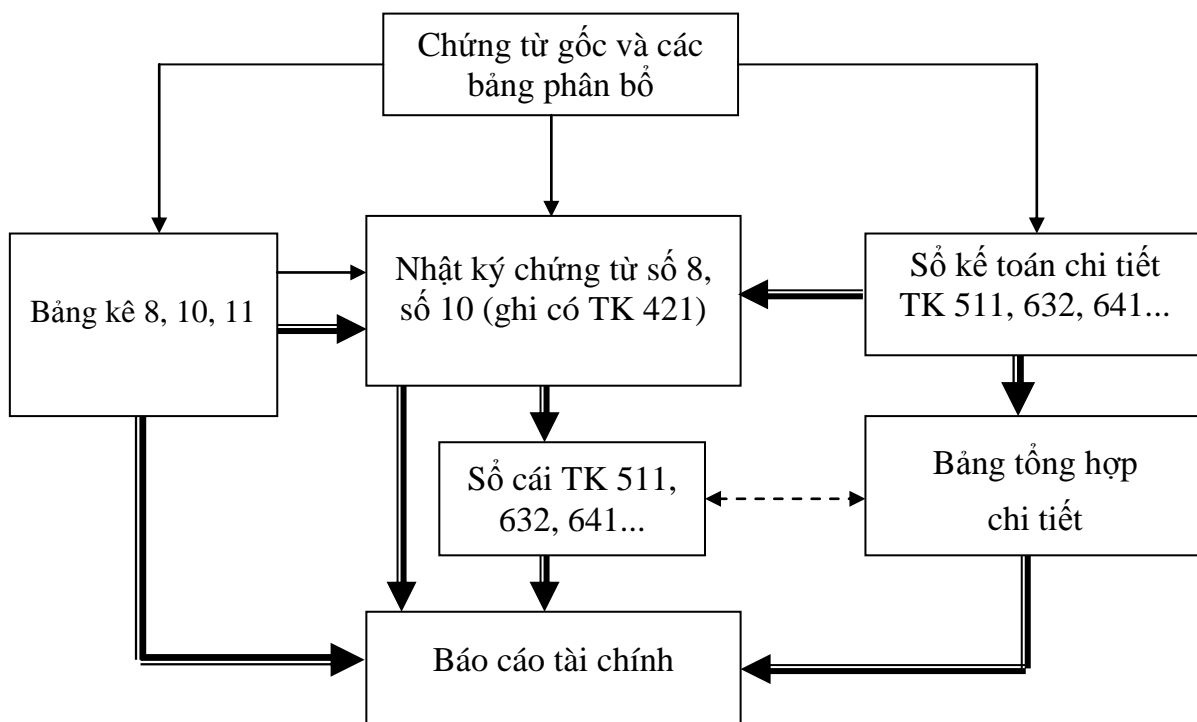 Chứng từ gốc và các
bảng phân bổ
Bảng kê 8, 10, 11
Nhật ký chứng từ số 8,
số 10 (ghi có TK 421)
Sổ kế toán chi tiết
TK 511, 632, 641...
Sổ cái TK 511,
632, 641...
Bảng tổng hợp
chi tiết
Báo cáo tài chính